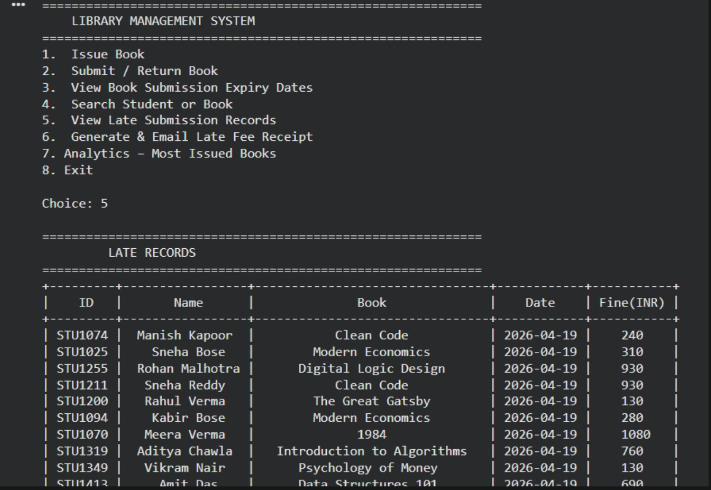 ============================================================
LIBRARY MANAGEMENT SYSTEM
============================================================
1.  Issue Book
2.  Submit / Return Book
3.  View Book Submission Expiry Dates
4.  Search Student or Book
5.  View Late Submission Records
6.  Generate & Email Late Fee Receipt
7. Analytics – Most Issued Books
8. Exit
Choice: 5
============================================================
LATE RECORDS
============================================================
+---------+-----------------+--------------------------------+------------+-----------+
| ID | Name | Book | Date | Fine(INR) |
+---------+-----------------+--------------------------------+------------+-----------+
| STU1074 | Manish Kapoor | Clean Code | 2026-04-19 | 240
| STU1025 | Sneha Bose | Modern Economics | 2026-04-19 | 310
| STU1255 | Rohan Malhotra | Digital Logic Design | 2026-04-19 | 930
| STU1211 | Sneha Reddy | Clean Code | 2026-04-19 | 930
| STU1200 | Rahul Verma | The Great Gatsby | 2026-04-19 | 130
| STU1094 | Kabir Bose | Modern Economics | 2026-04-19 | 280
| STU1070 | Meera Verma | 1984 | 2026-04-19 | 1080
| STU1319 | Aditya Chawla | Introduction to Algorithms | 2026-04-19 | 760
| STU1349 | Vikram Nair | Psychology of Money | 2026-04-19 | 130
| STU1413 | Amit Das | Data Structures 101 | 2026-04-19 | 690